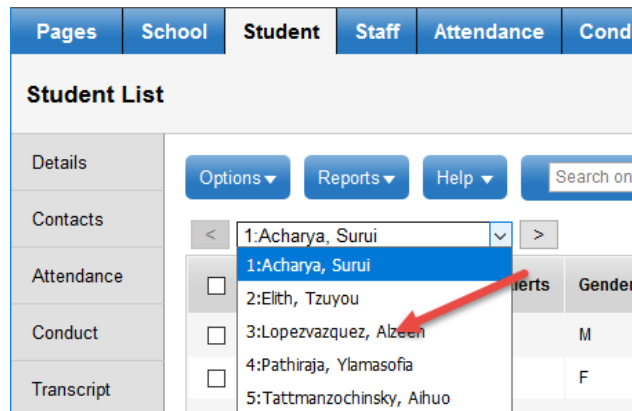 Pages School Student Staff Attendance Cond
Student List
Details
Contacts
Attendance
Conduct
Transcript
Options Reports Help Search on
< 1:Acharya, Surui >
1:Acharya, Surui
2:Elith, Tzuyou
3:Lopezvazquez, Alzeen
4:Pathiraja, Ylamasofia
5:Tattmanzochinsky, Aihuo
lerts Gender
M
F